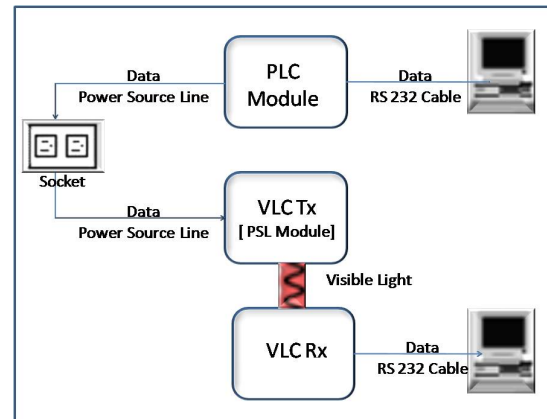 Data
Power Source Line
PLC
Module
Data
RS 232 Cable
Socket
Data
Power Source Line
VLC Tx
[ PSL Module]
Visible Light
VLC Rx
Data
RS 232 Cable